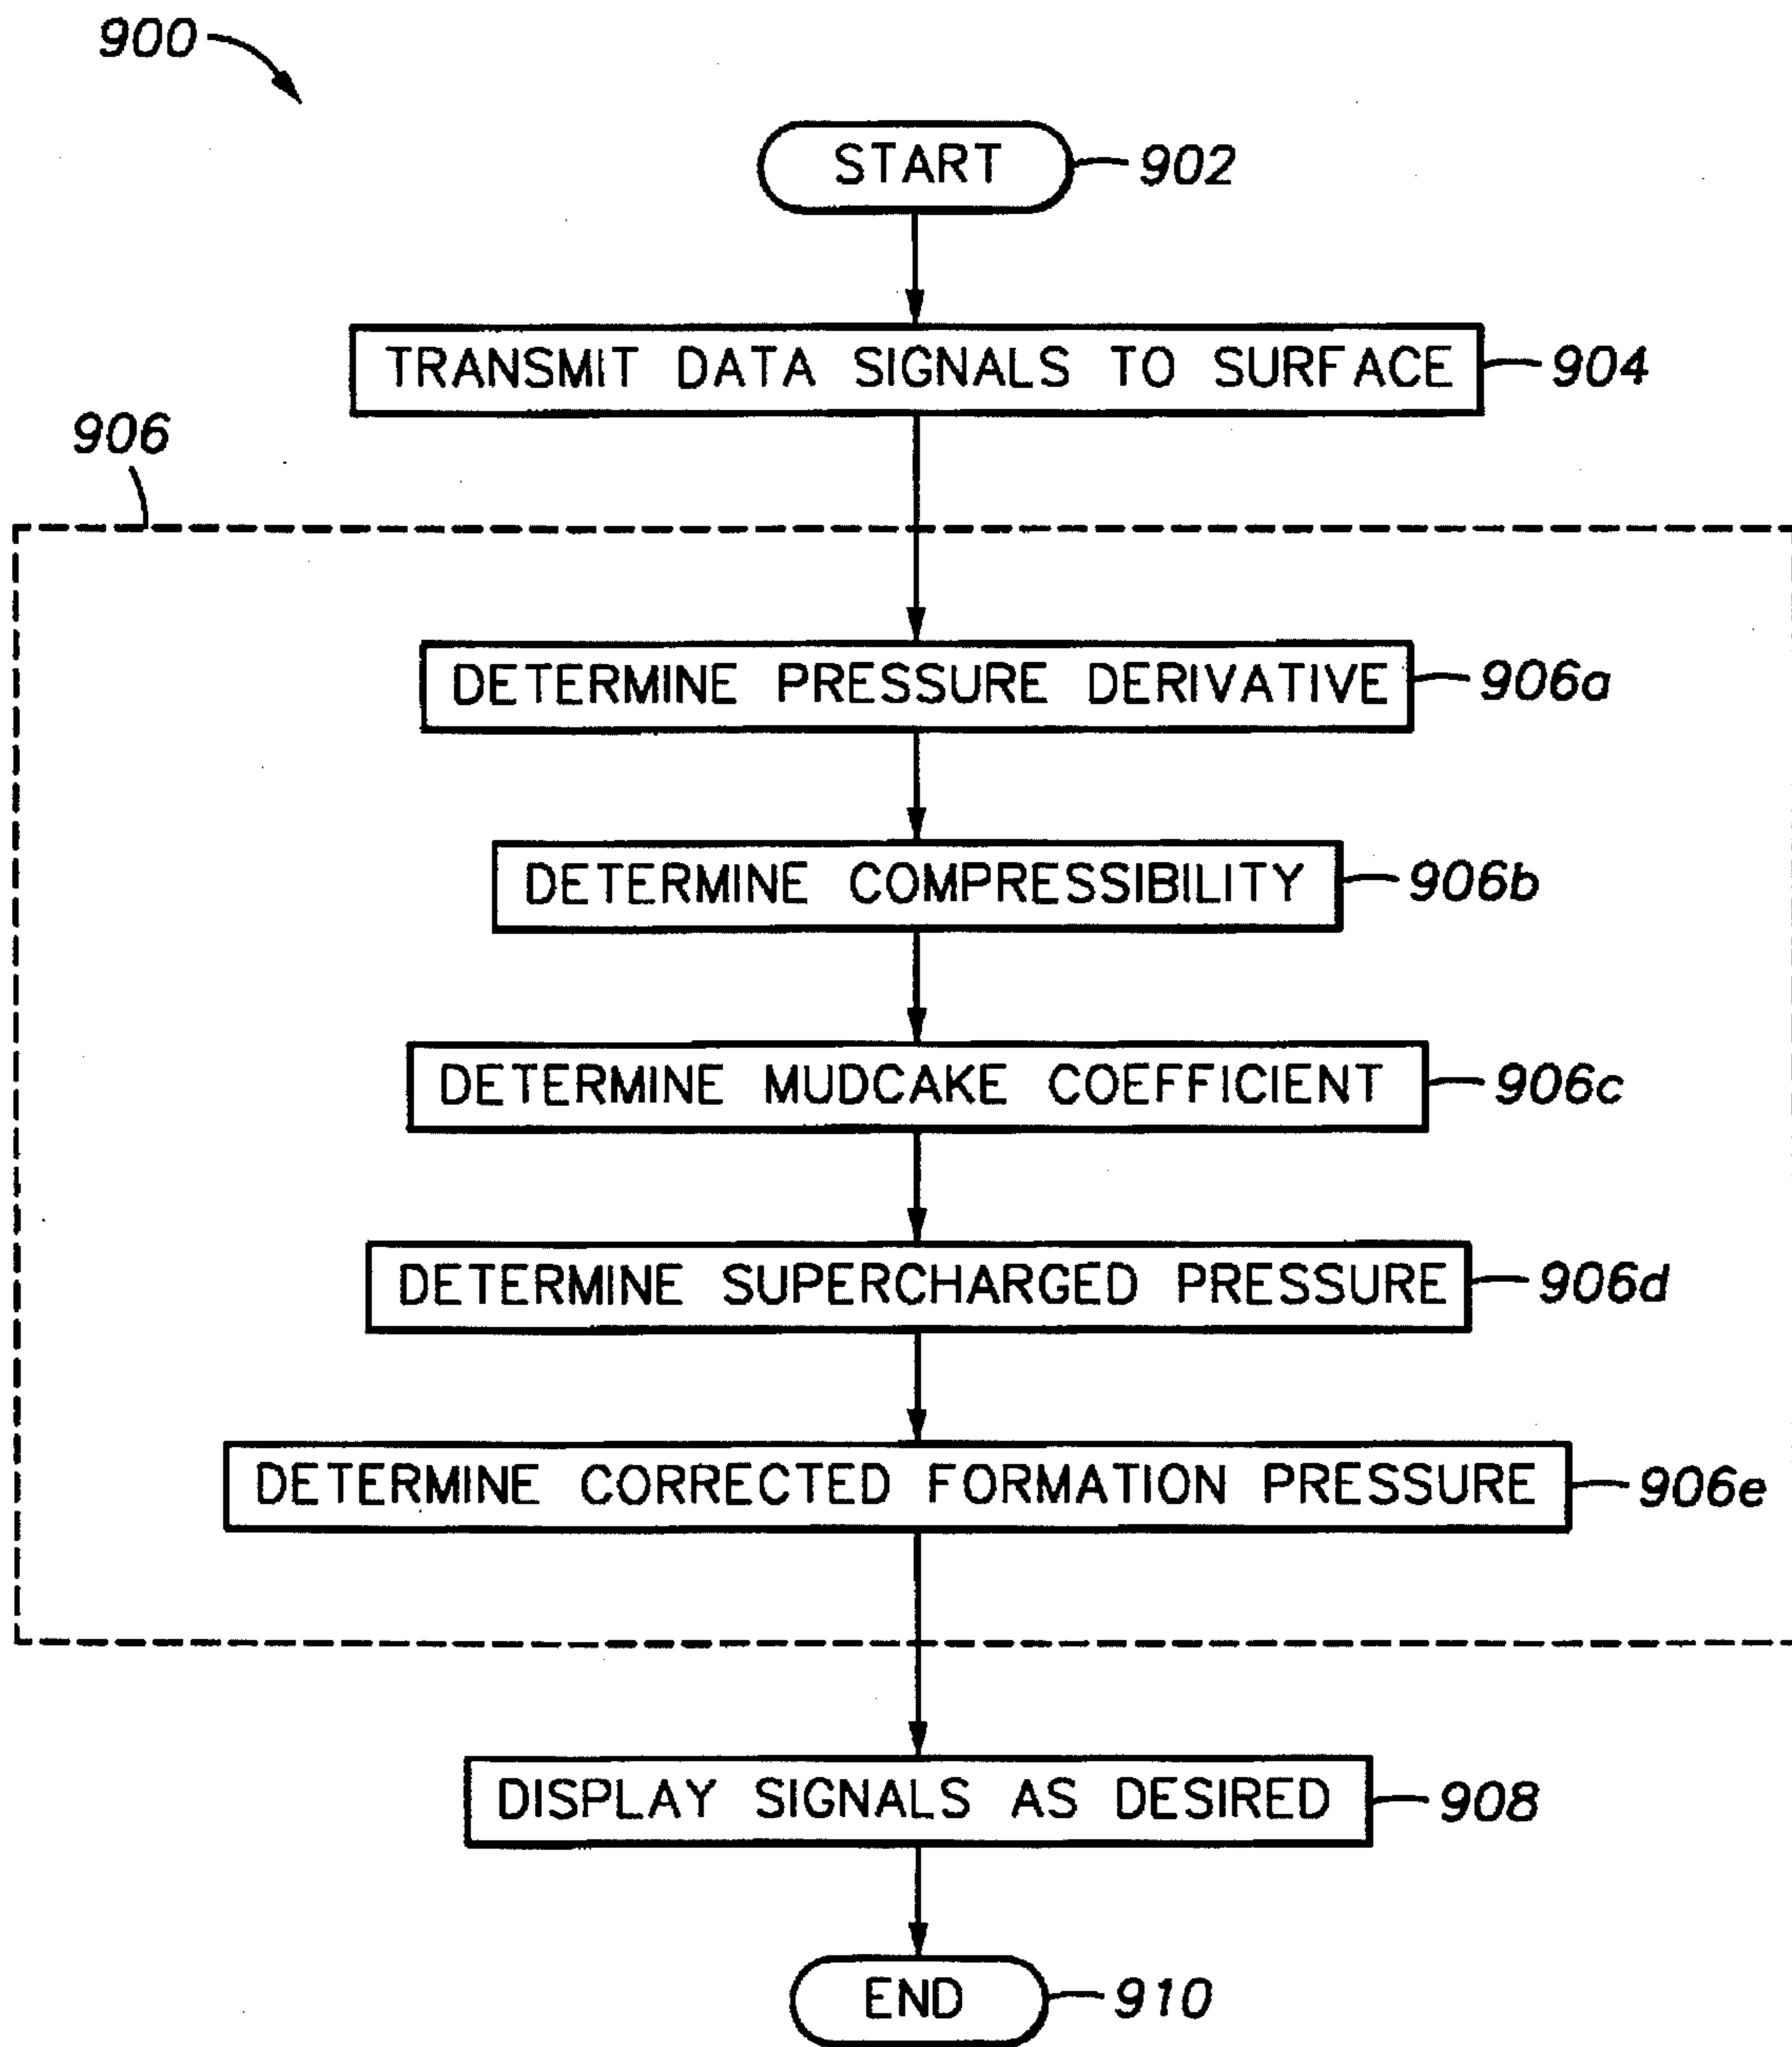 900
START 902
TRANSMIT DATA SIGNALS TO SURFACE 904
906
DETERMINE PRESSURE DERIVATIVE 906a
DETERMINE COMPRESSIBILITY 906b
DETERMINE MUDCAKE COEFFICIENT 906c
DETERMINE SUPERCHARGED PRESSURE 906d
DETERMINE CORRECTED FORMATION PRESSURE 906e
DISPLAY SIGNALS AS DESIRED 908
END 910